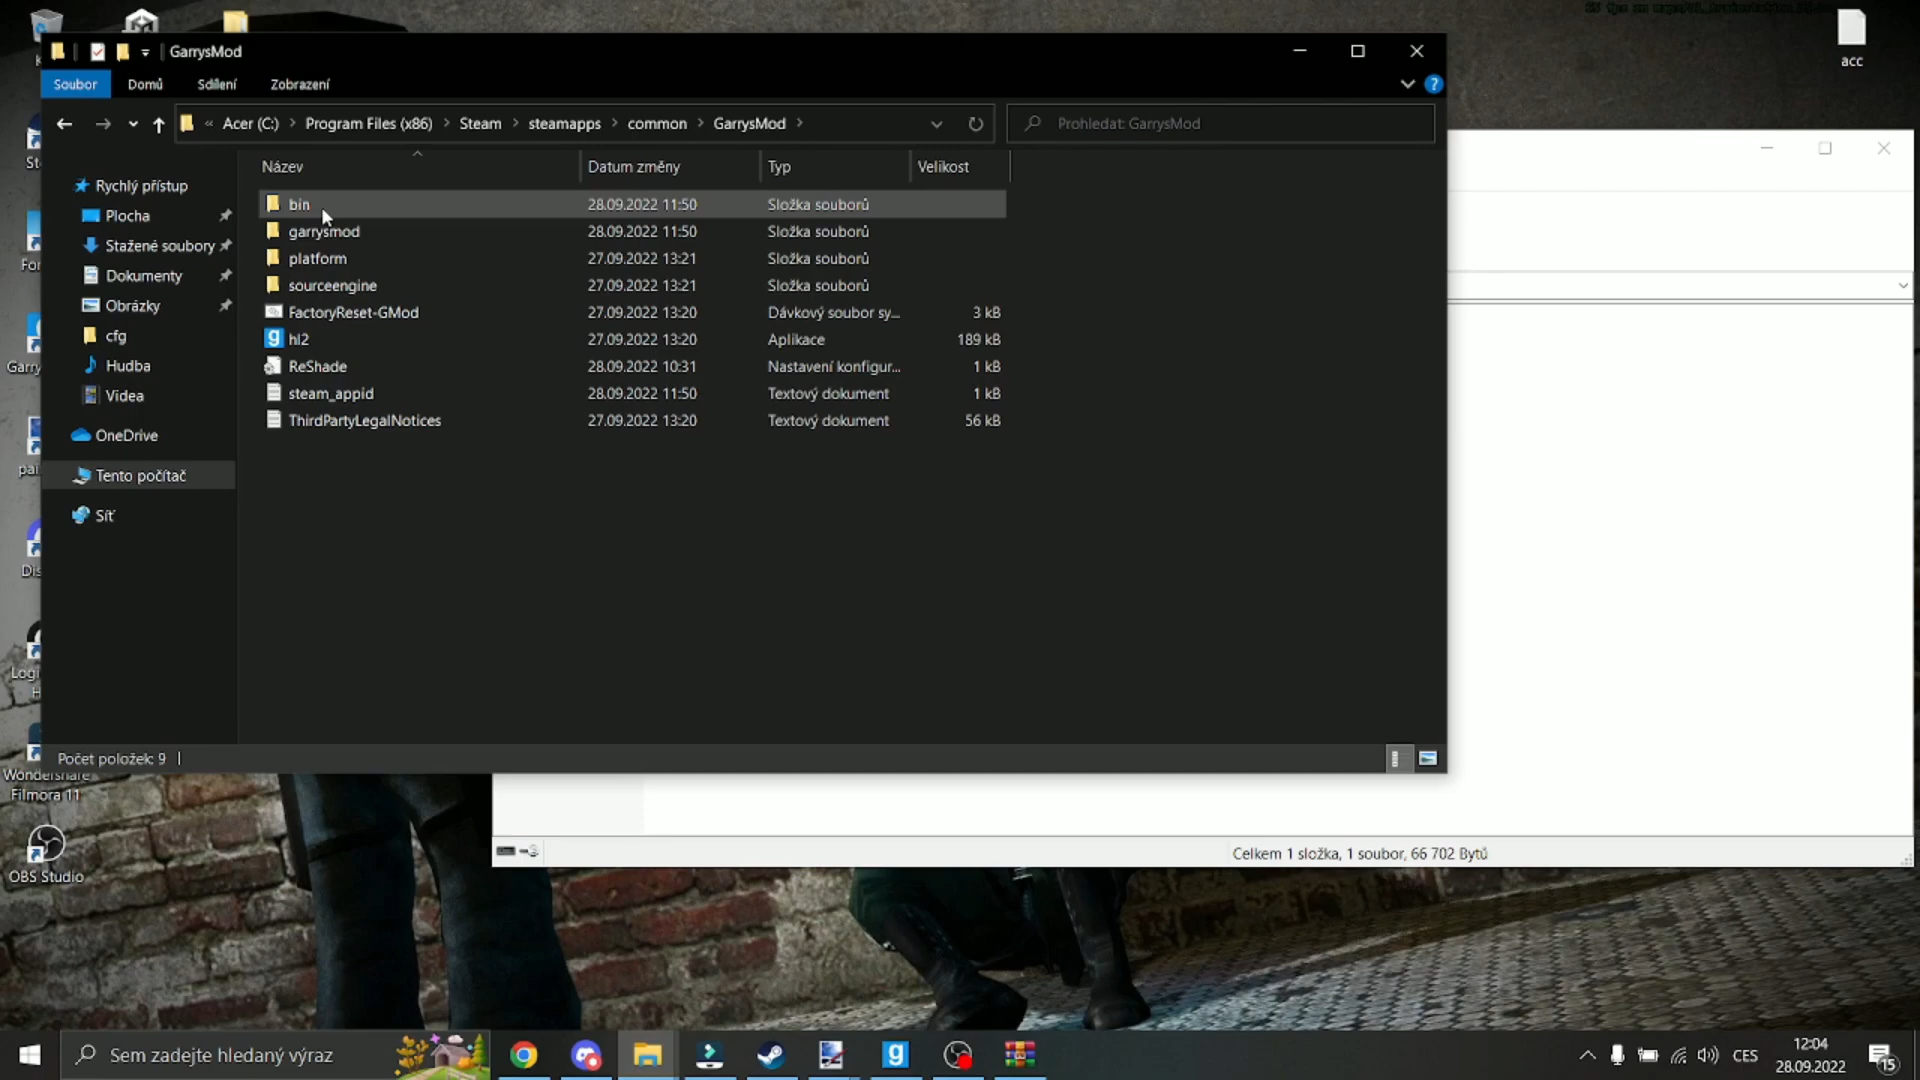 GarrysMod
Soubor Domů Sdílení Zobrazení
« Acer (C:) > Program Files (x86) > Steam > steamapps > common > GarrysMod >
Prohledat: GarrysMod
Název Datum změny Typ Velikost
Rychlý přístup
Plocha
Stažené soubory
Dokumenty
Obrázky
cfg
Hudba
Videa
OneDrive
Tento počítač
Síť
bin 28.09.2022 11:50 Složka souborů
garrysmod 28.09.2022 11:50 Složka souborů
platform 27.09.2022 13:21 Složka souborů
sourceengine 27.09.2022 13:21 Složka souborů
FactoryReset-GMod 27.09.2022 13:20 Dávkový soubor sy... 3 kB
hl2 27.09.2022 13:20 Aplikace 189 kB
ReShade 28.09.2022 10:31 Nastavení konfigur... 1 kB
steam_appid 28.09.2022 11:50 Textový dokument 1 kB
ThirdPartyLegalNotices 27.09.2022 13:20 Textový dokument 56 kB
Počet položek: 9
acc
St
For
Garry
pai
Dis
Logi
H
Wondershare
Filmora 11
OBS Studio
Celkem 1 složka, 1 soubor, 66 702 Bytů
Sem zadejte hledaný výraz
CES
12:04
28.09.2022
15